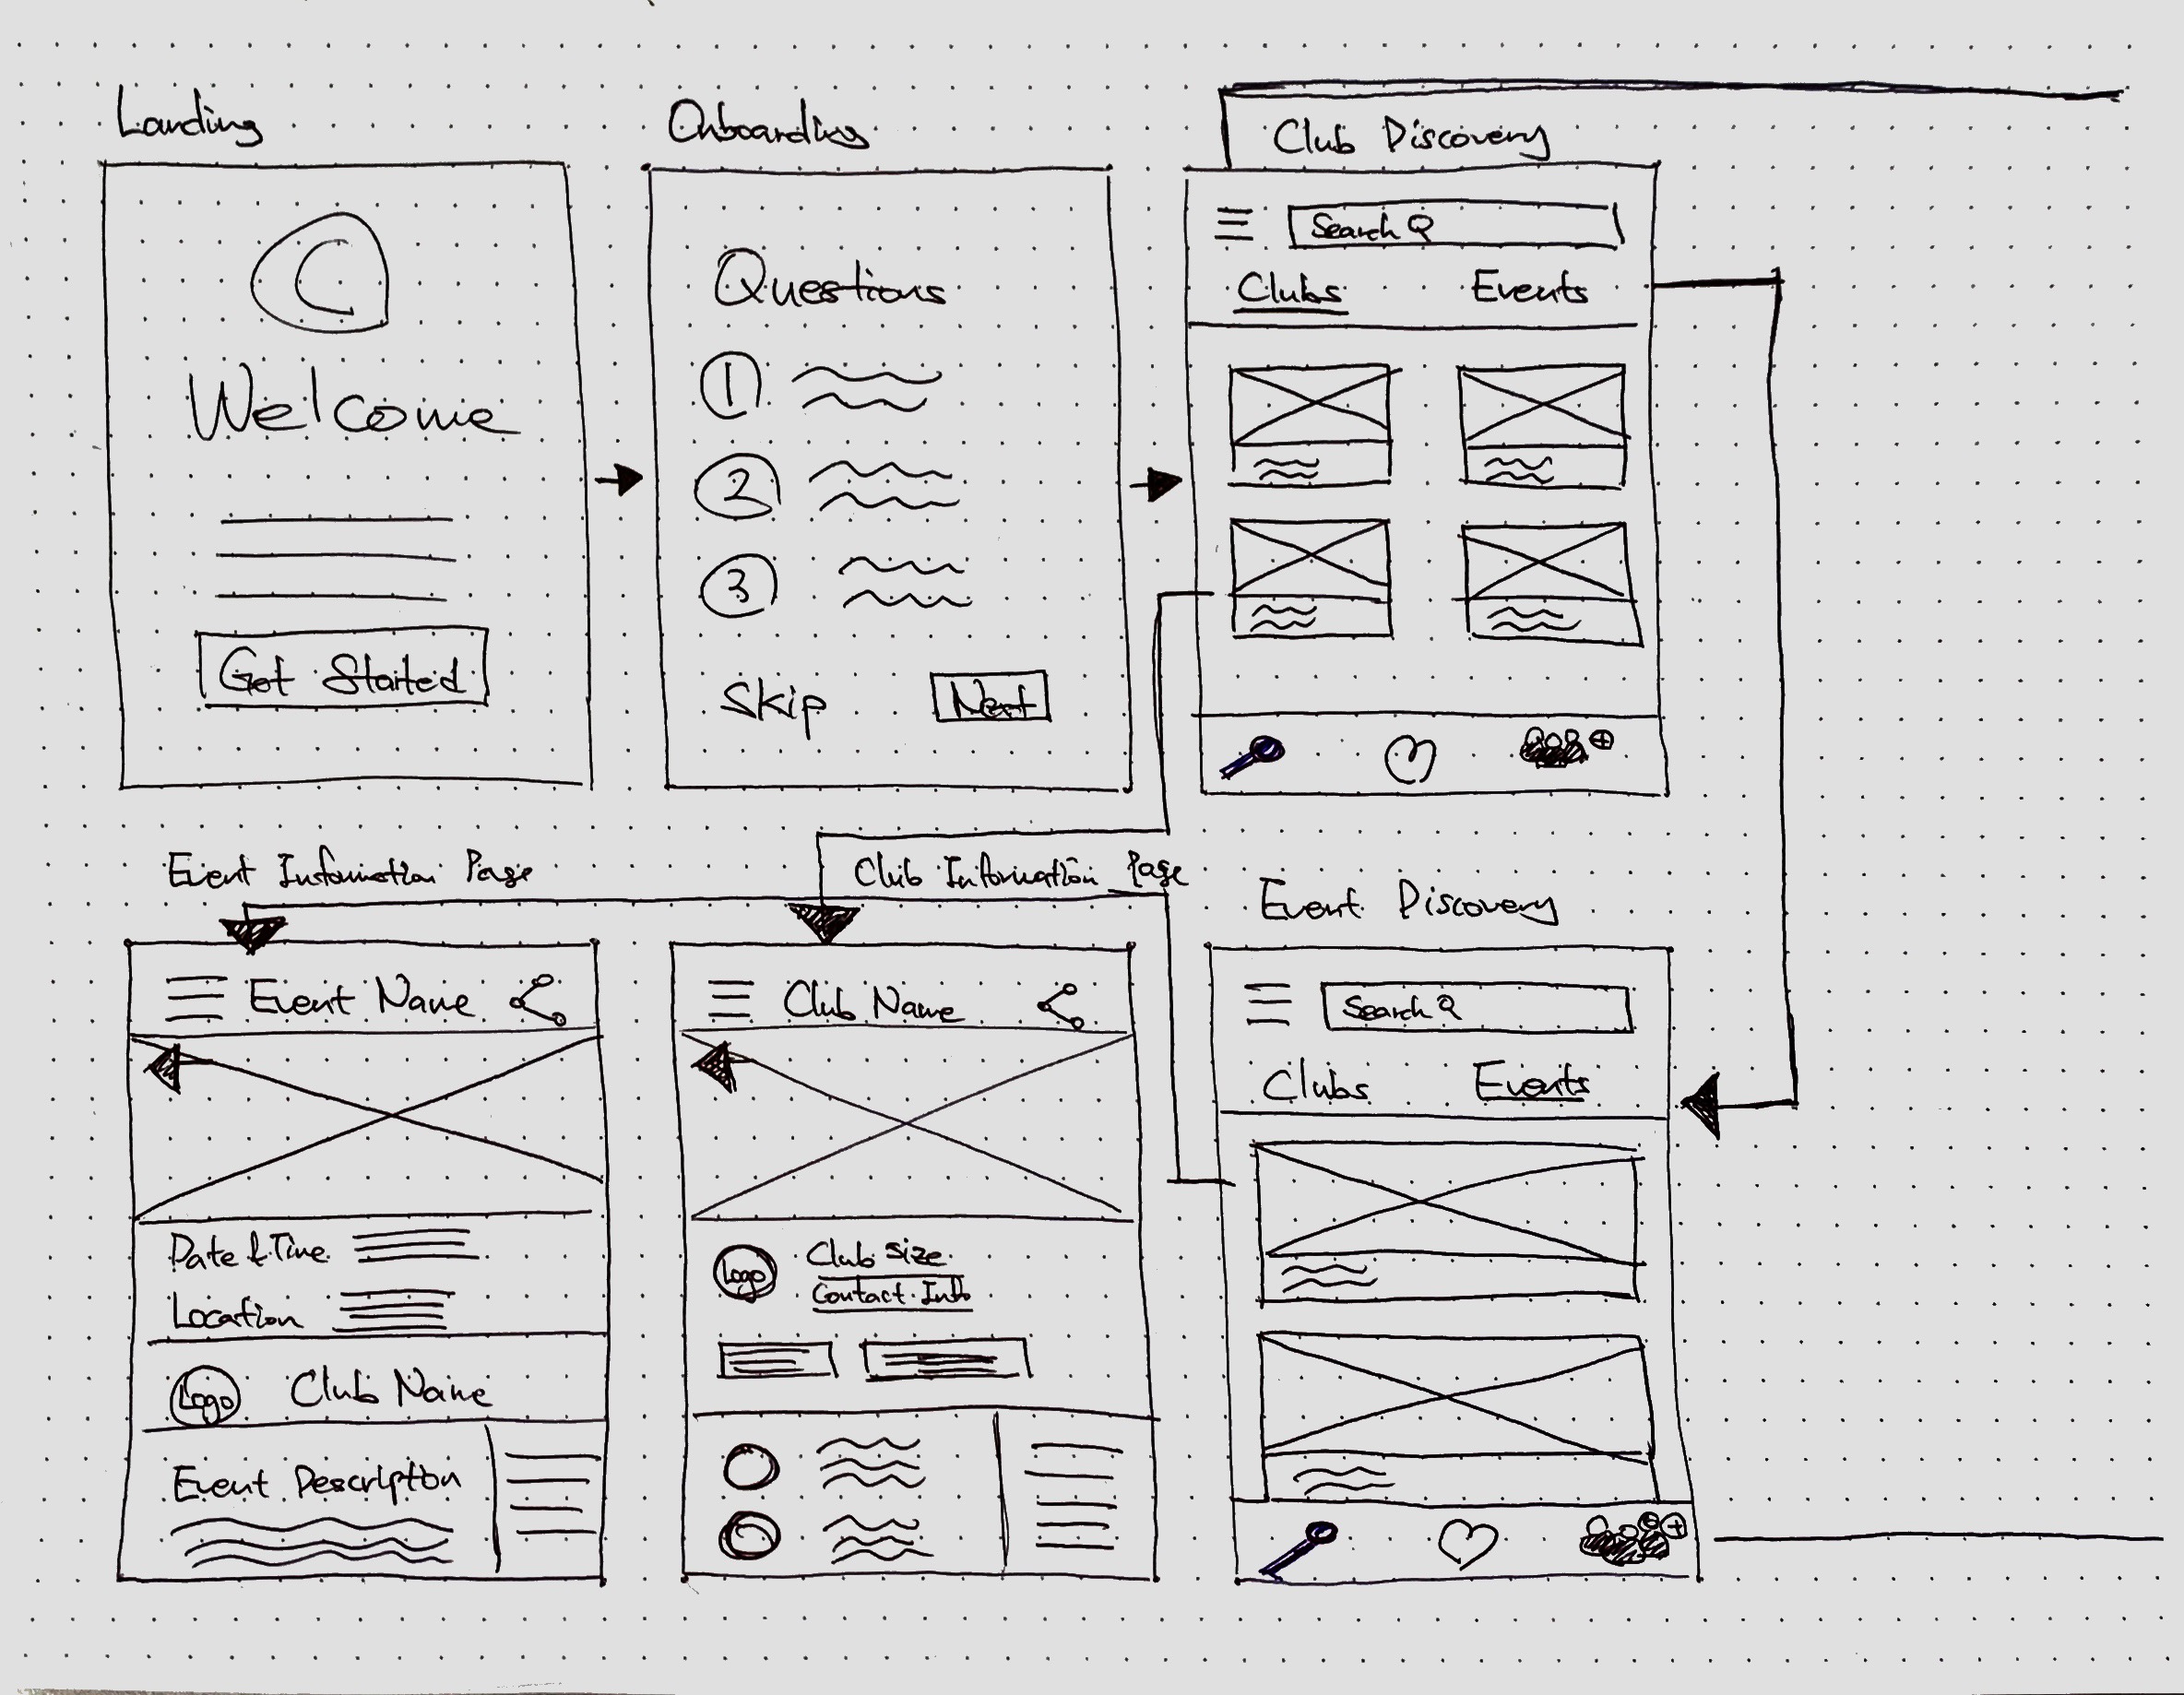 Landing
C
Welcome
Get Started
Onboarding
Questions
1
2
3
Skip
Next
Club Discovery
Search
Clubs Events
Event Information Page
Event Name
Date & Time
Location
Logo Club Name
Event Description
Club Information Page
Club Name
Logo
Club Size
Contact Info
Event Discovery
Search
Clubs Events